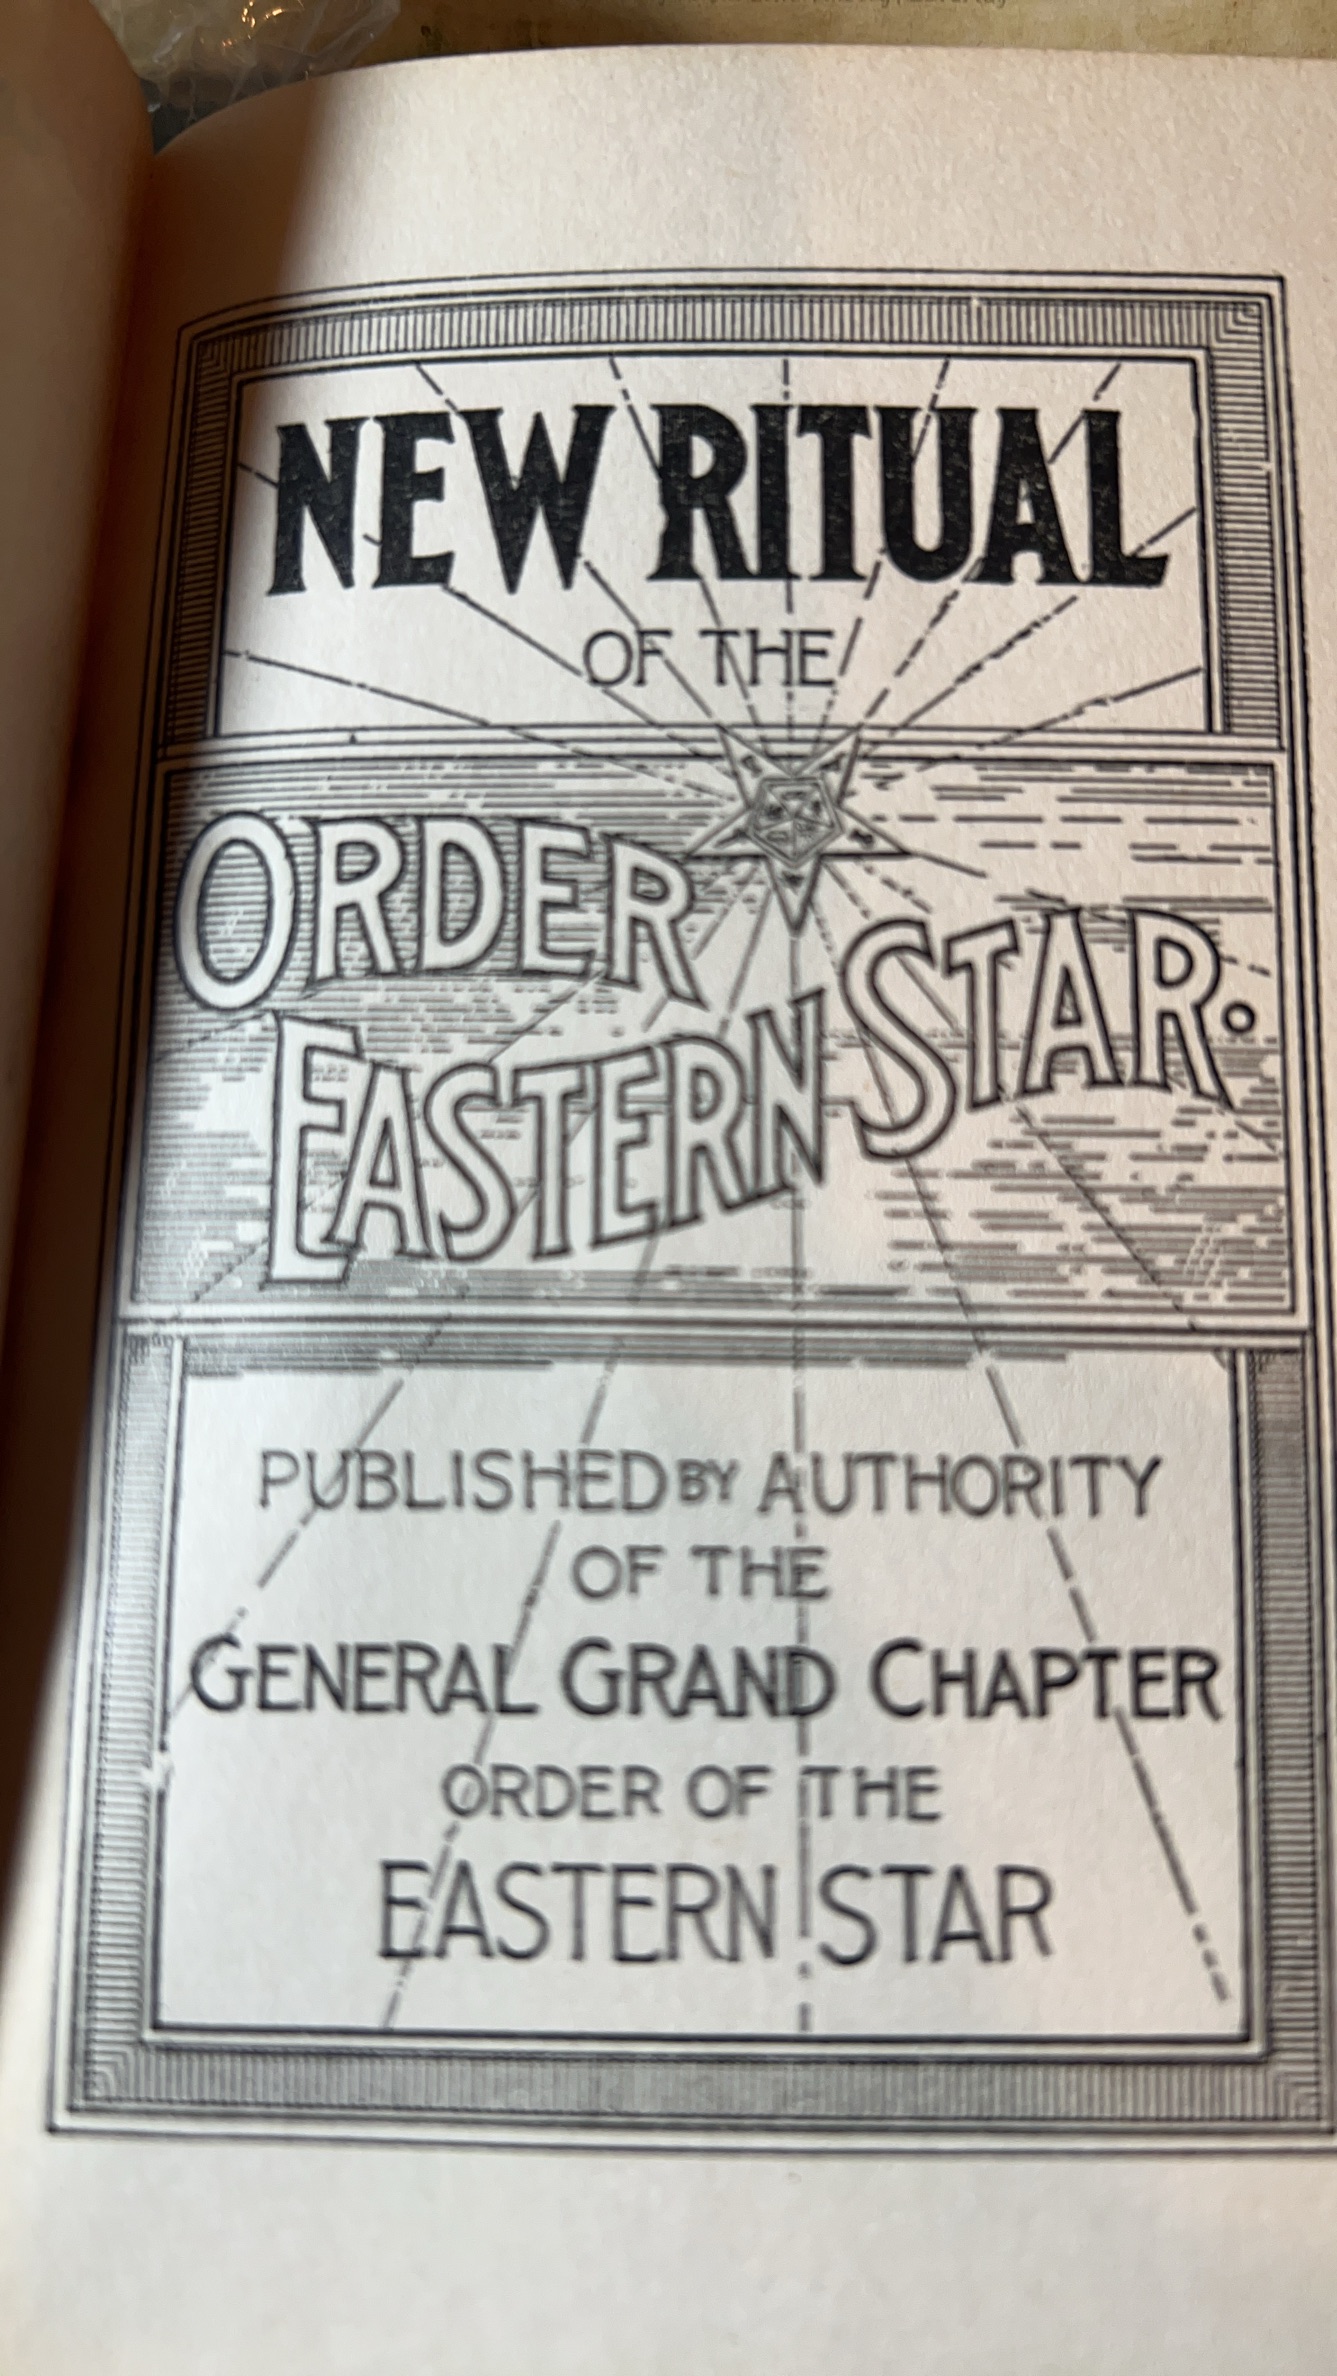 NEW RITUAL
OF THE
ORDER
EASTERN STAR.
PUBLISHED BY AUTHORITY
OF THE
GENERAL GRAND CHAPTER
ORDER OF THE
EASTERN STAR